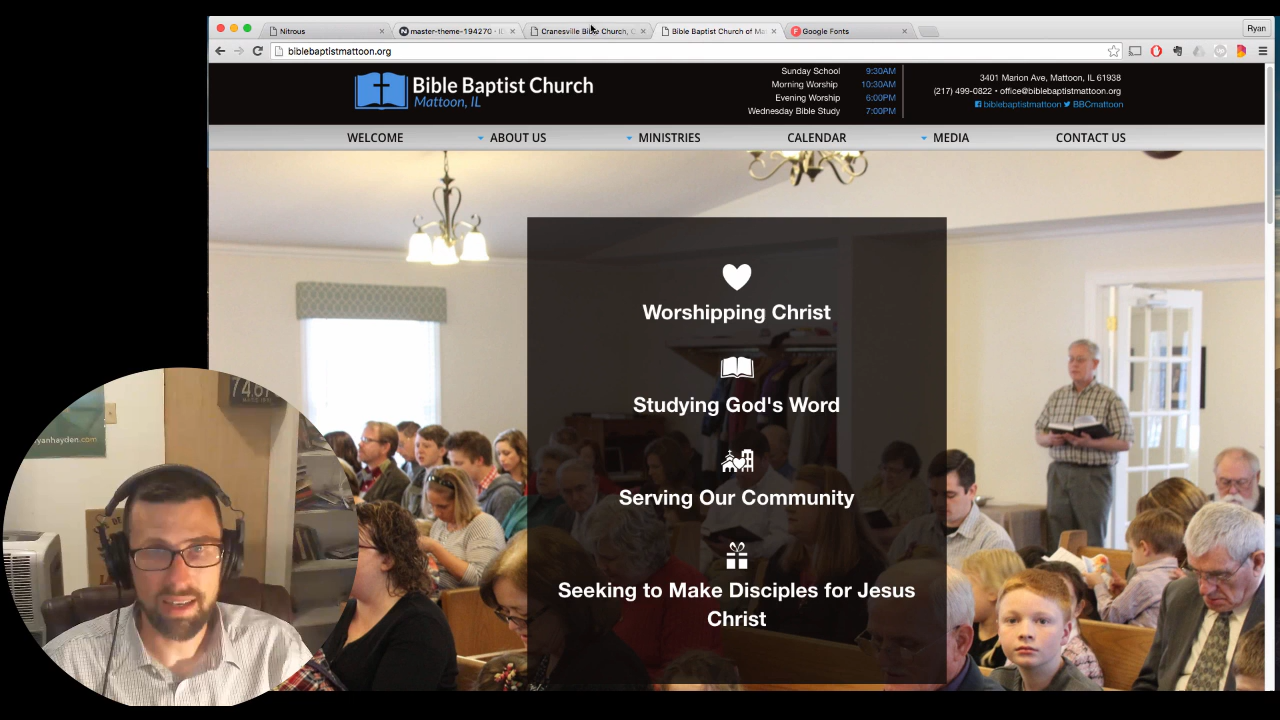 Nitrous
master-theme-194270
Cranesville Bible Church,
Bible Baptist Church of Ma
Google Fonts
Ryan
biblebaptistmattoon.org
Bible Baptist Church
Mattoon, IL
Sunday School 9:30AM
Morning Worship 10:30AM
Evening Worship 6:00PM
Wednesday Bible Study 7:00PM
3401 Marion Ave, Mattoon, IL 61938
(217) 499-0822 • office@biblebaptistmattoon.org
biblebaptistmattoon BBCmattoon
WELCOME ABOUT US MINISTRIES CALENDAR MEDIA CONTACT US
Worshipping Christ
Studying God's Word
Serving Our Community
Seeking to Make Disciples for Jesus
Christ
yanhayden.com